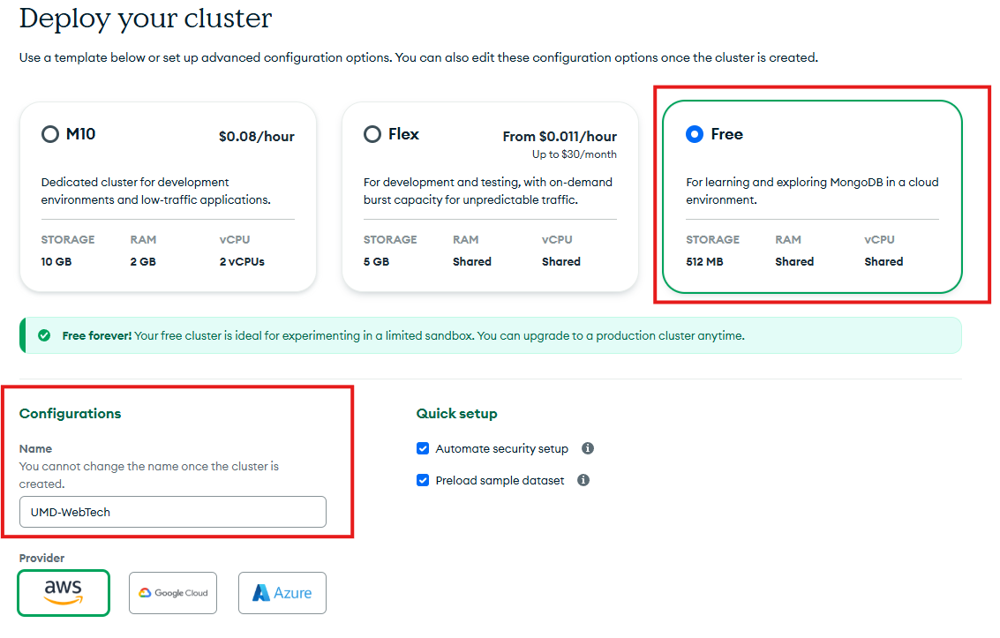 Deploy your cluster
Use a template below or set up advanced configuration options. You can also edit these configuration options once the cluster is created.
M10
$0.08/hour
Dedicated cluster for development
environments and low-traffic applications.
STORAGE RAM vCPU
10 GB 2 GB 2 vCPUs
Flex
From $0.011/hour
Up to $30/month
For development and testing, with on-demand
burst capacity for unpredictable traffic.
STORAGE RAM vCPU
5 GB Shared Shared
Free
For learning and exploring MongoDB in a cloud
environment.
STORAGE RAM vCPU
512 MB Shared Shared
Free forever! Your free cluster is ideal for experimenting in a limited sandbox. You can upgrade to a production cluster anytime.
Configurations
Name
You cannot change the name once the cluster is
created.
UMD-WebTech
Quick setup
Automate security setup
Preload sample dataset
Provider
aws
Google Cloud
Azure